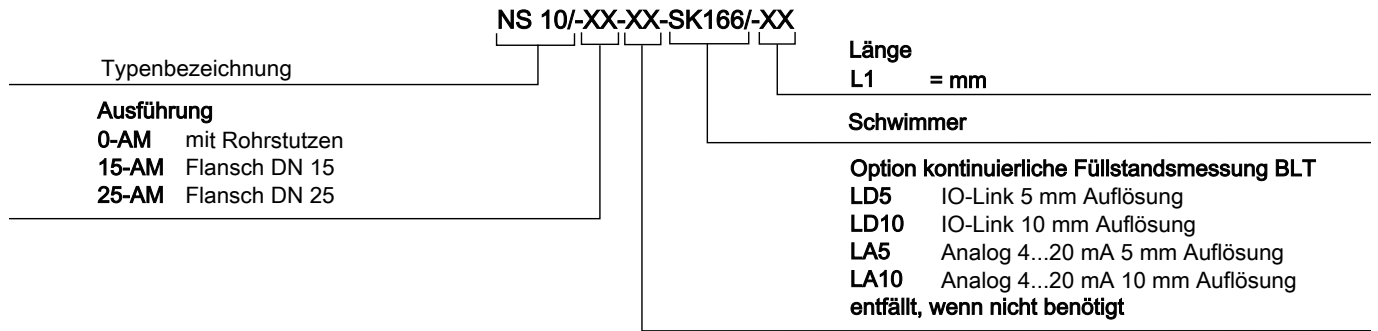 NS 10/-XX-XX-SK166/-XX
Typenbezeichnung
Ausführung
0-AM mit Rohrstutzen
15-AM Flansch DN 15
25-AM Flansch DN 25
Länge
L1 = mm
Schwimmer
Option kontinuierliche Füllstandsmessung BLT
LD5 IO-Link 5 mm Auflösung
LD10 IO-Link 10 mm Auflösung
LA5 Analog 4...20 mA 5 mm Auflösung
LA10 Analog 4...20 mA 10 mm Auflösung
entfällt, wenn nicht benötigt